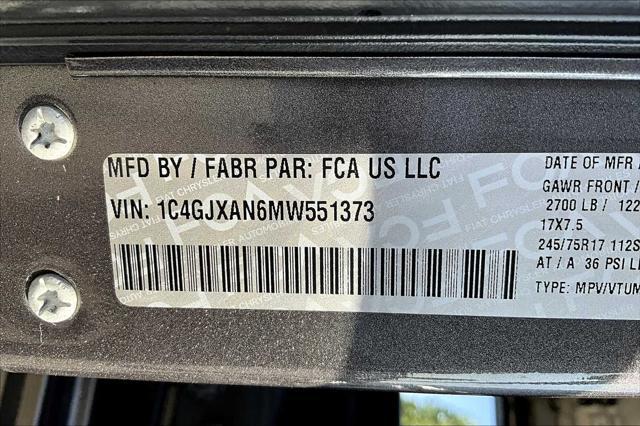 MFD BY / FABR PAR: FCA US LLC
VIN: 1C4GJXAN6MW551373
DATE OF MFR
GAWR FRONT /
2700 LB / 122
17X7.5
245/75R17 112S
AT / A 36 PSI
TYPE: MPV/VTUM